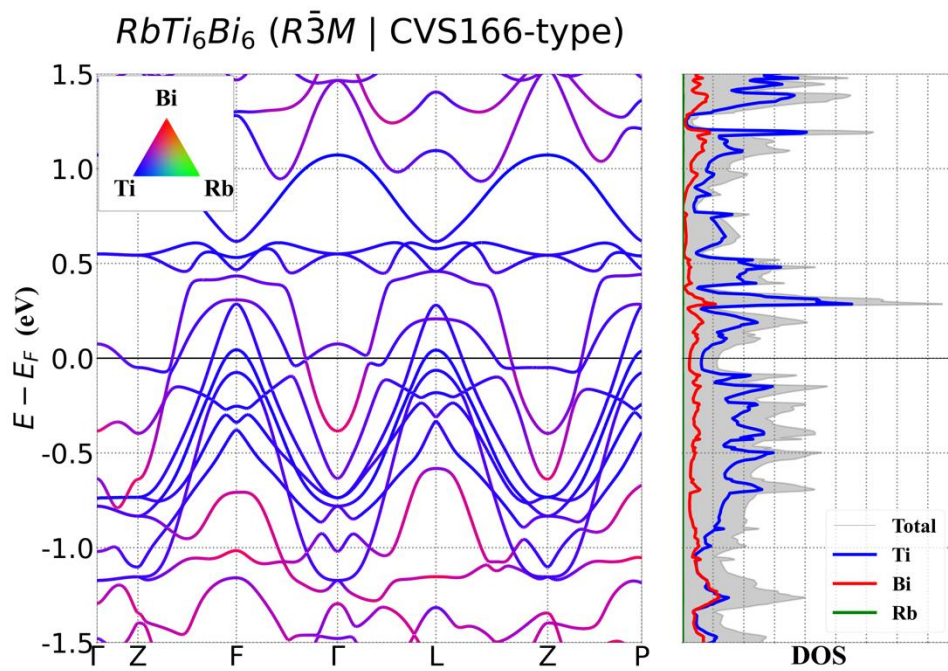 RbTi₆Bi₆ (R3̄M | CVS166-type)
1.5
1.0
0.5
0.0
-0.5
-1.0
-1.5
E − E_F (eV)
Bi
Ti Rb
Γ Z F Γ L Z P
Total
Ti
Bi
Rb
DOS